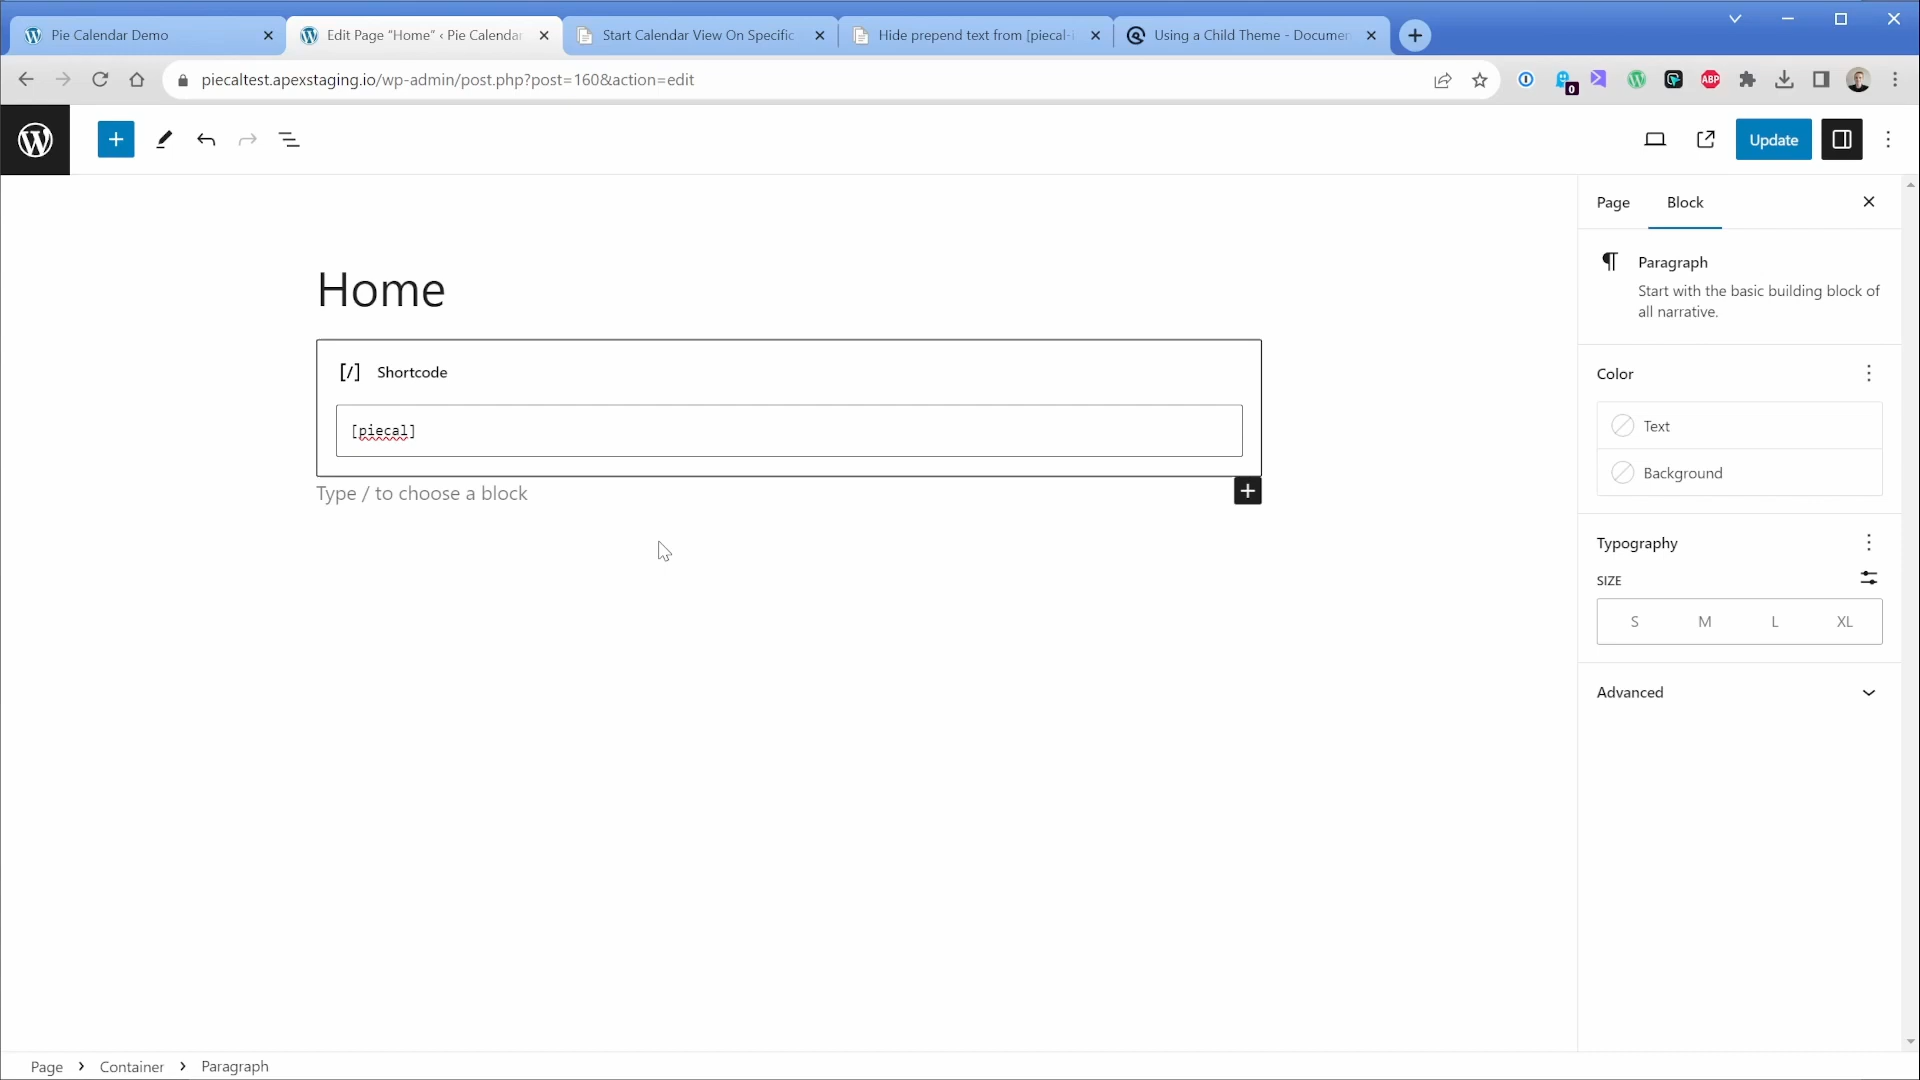 Pie Calendar Demo
Edit Page “Home” ‹ Pie Calendar
Start Calendar View On Specific
Hide prepend text from [piecal-
Using a Child Theme - Documen
piecaltest.apexstaging.io/wp-admin/post.php?post=160&action=edit
ABP
0
Update
Page
Block
Paragraph
Start with the basic building block of
all narrative.
Home
[/] Shortcode
[piecal]
Type / to choose a block
Color
Text
Background
Typography
SIZE
S M L XL
Advanced
Page › Container › Paragraph